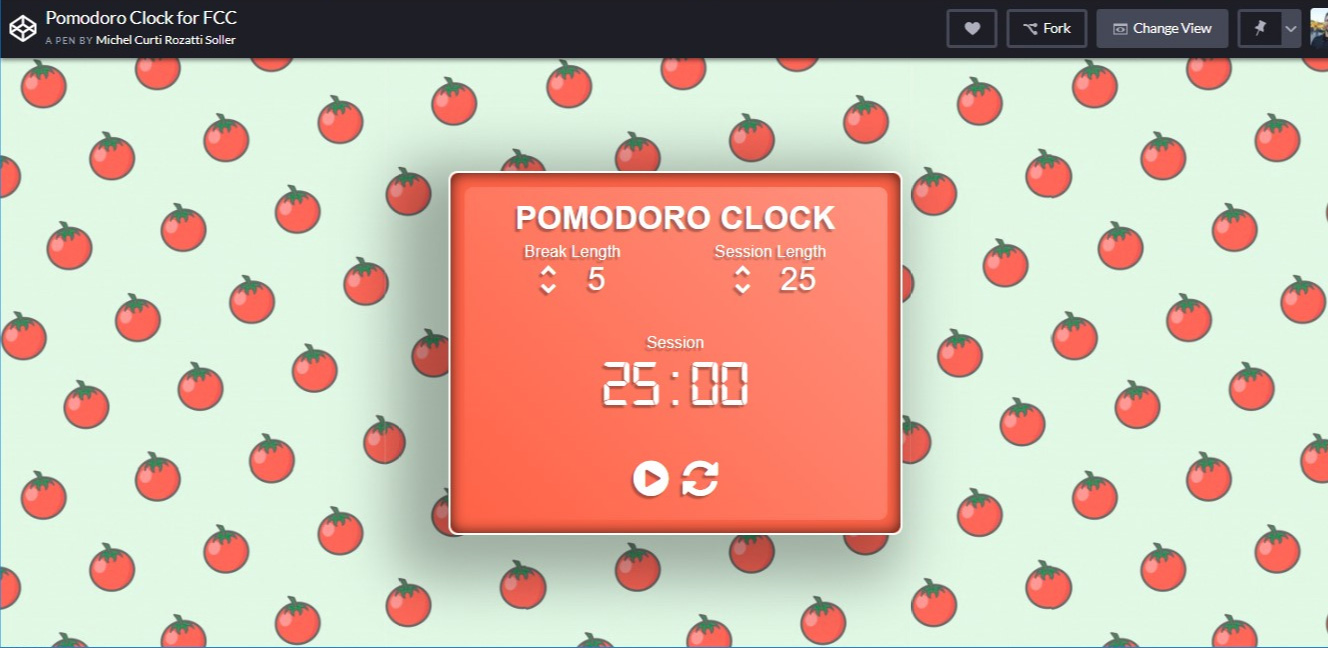 Pomodoro Clock for FCC
A PEN BY Michel Curti Rozatti Soller
Fork
Change View
POMODORO CLOCK
Break Length
Session Length
5
25
Session
25:00